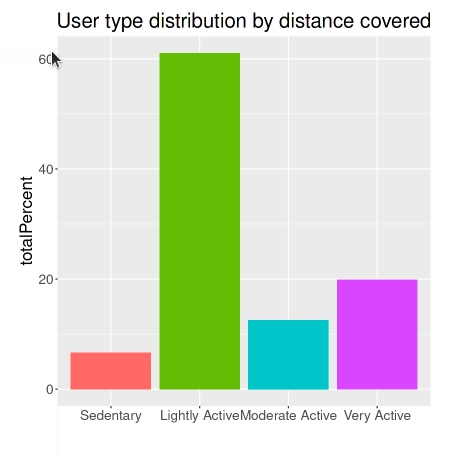 User type distribution by distance covered
totalPercent
60
40
20
0
Sedentary Lightly Active Moderate Active Very Active